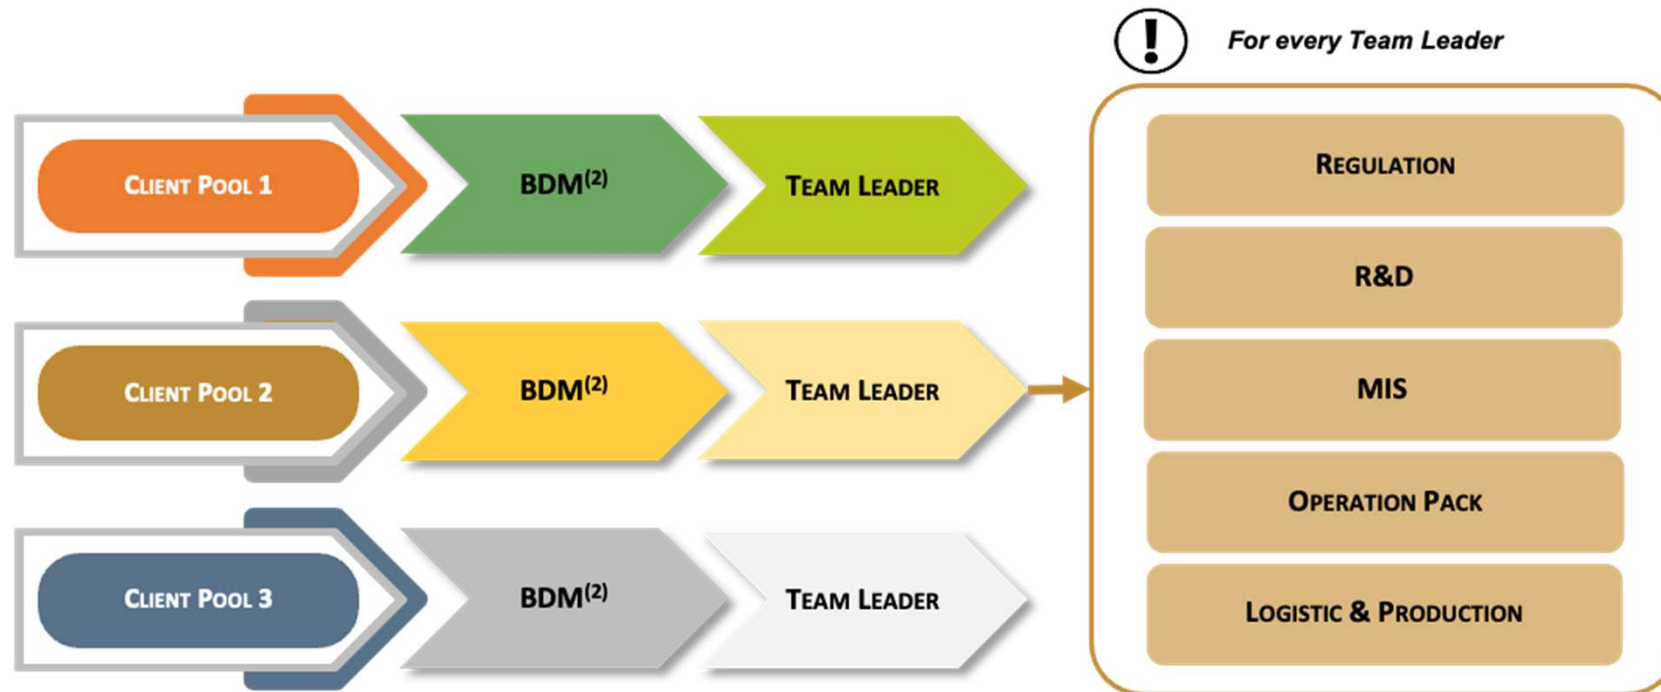 ! For every Team Leader
CLIENT POOL 1
BDM(2)
TEAM LEADER
CLIENT POOL 2
BDM(2)
TEAM LEADER
CLIENT POOL 3
BDM(2)
TEAM LEADER
REGULATION
R&D
MIS
OPERATION PACK
LOGISTIC & PRODUCTION